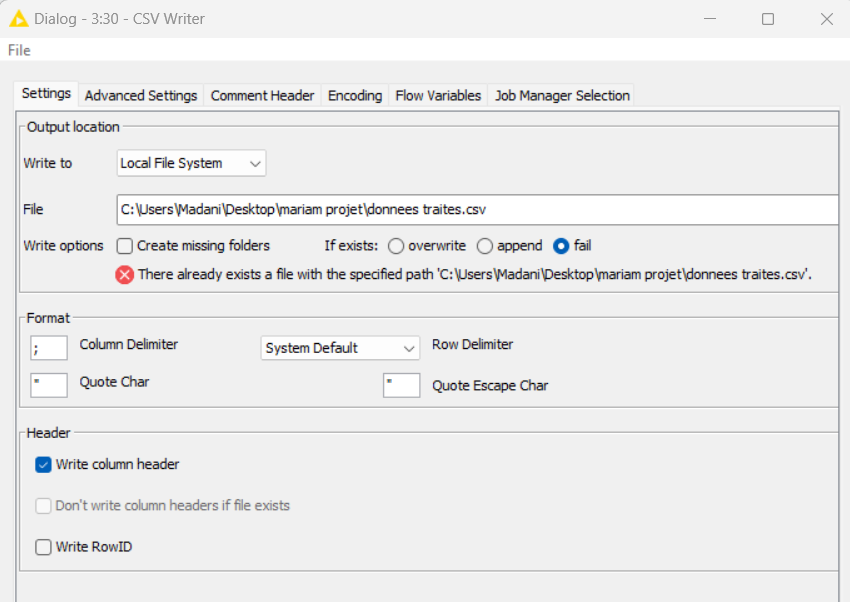 Dialog - 3:30 - CSV Writer
File
Settings Advanced Settings Comment Header Encoding Flow Variables Job Manager Selection
Output location
Write to Local File System
File C:\Users\Madani\Desktop\mariam projet\donnees traites.csv
Write options Create missing folders If exists: overwrite append fail
There already exists a file with the specified path 'C:\Users\Madani\Desktop\mariam projet\donnees traites.csv'.
Format
; Column Delimiter System Default Row Delimiter
" Quote Char " Quote Escape Char
Header
Write column header
Don't write column headers if file exists
Write RowID